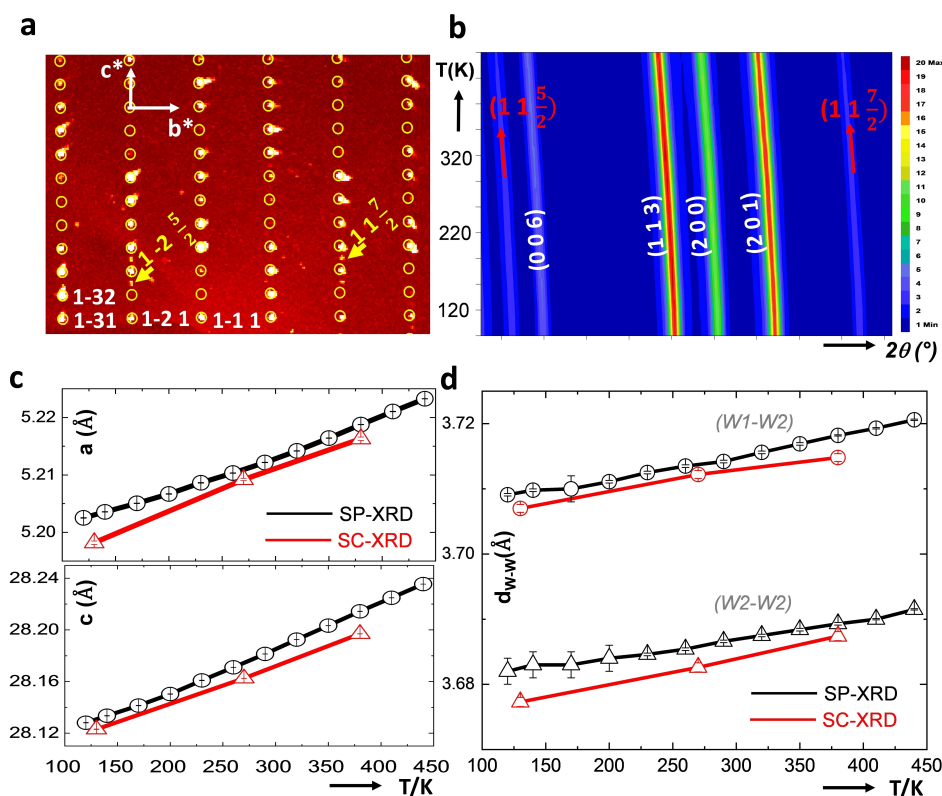 a
c*
b*
1 -2 5/2
1 1 7/2
1-32
1-31
1-2 1
1-1 1
b
T(K)
320
220
120
(1 1 5/2)
(0 0 6)
(1 1 3)
(2 0 0)
(2 0 1)
(1 1 7/2)
2θ (°)
20 Max
19
18
17
16
15
14
13
12
11
10
9
8
7
6
5
4
3
2
1 Min
c
a (Å)
5.22
5.21
5.20
SP-XRD
SC-XRD
c (Å)
28.24
28.20
28.16
28.12
100 150 200 250 300 350 400 450
T/K
d
d_W-W(Å)
3.72
3.70
3.68
(W1-W2)
(W2-W2)
SP-XRD
SC-XRD
100 150 200 250 300 350 400 450
T/K